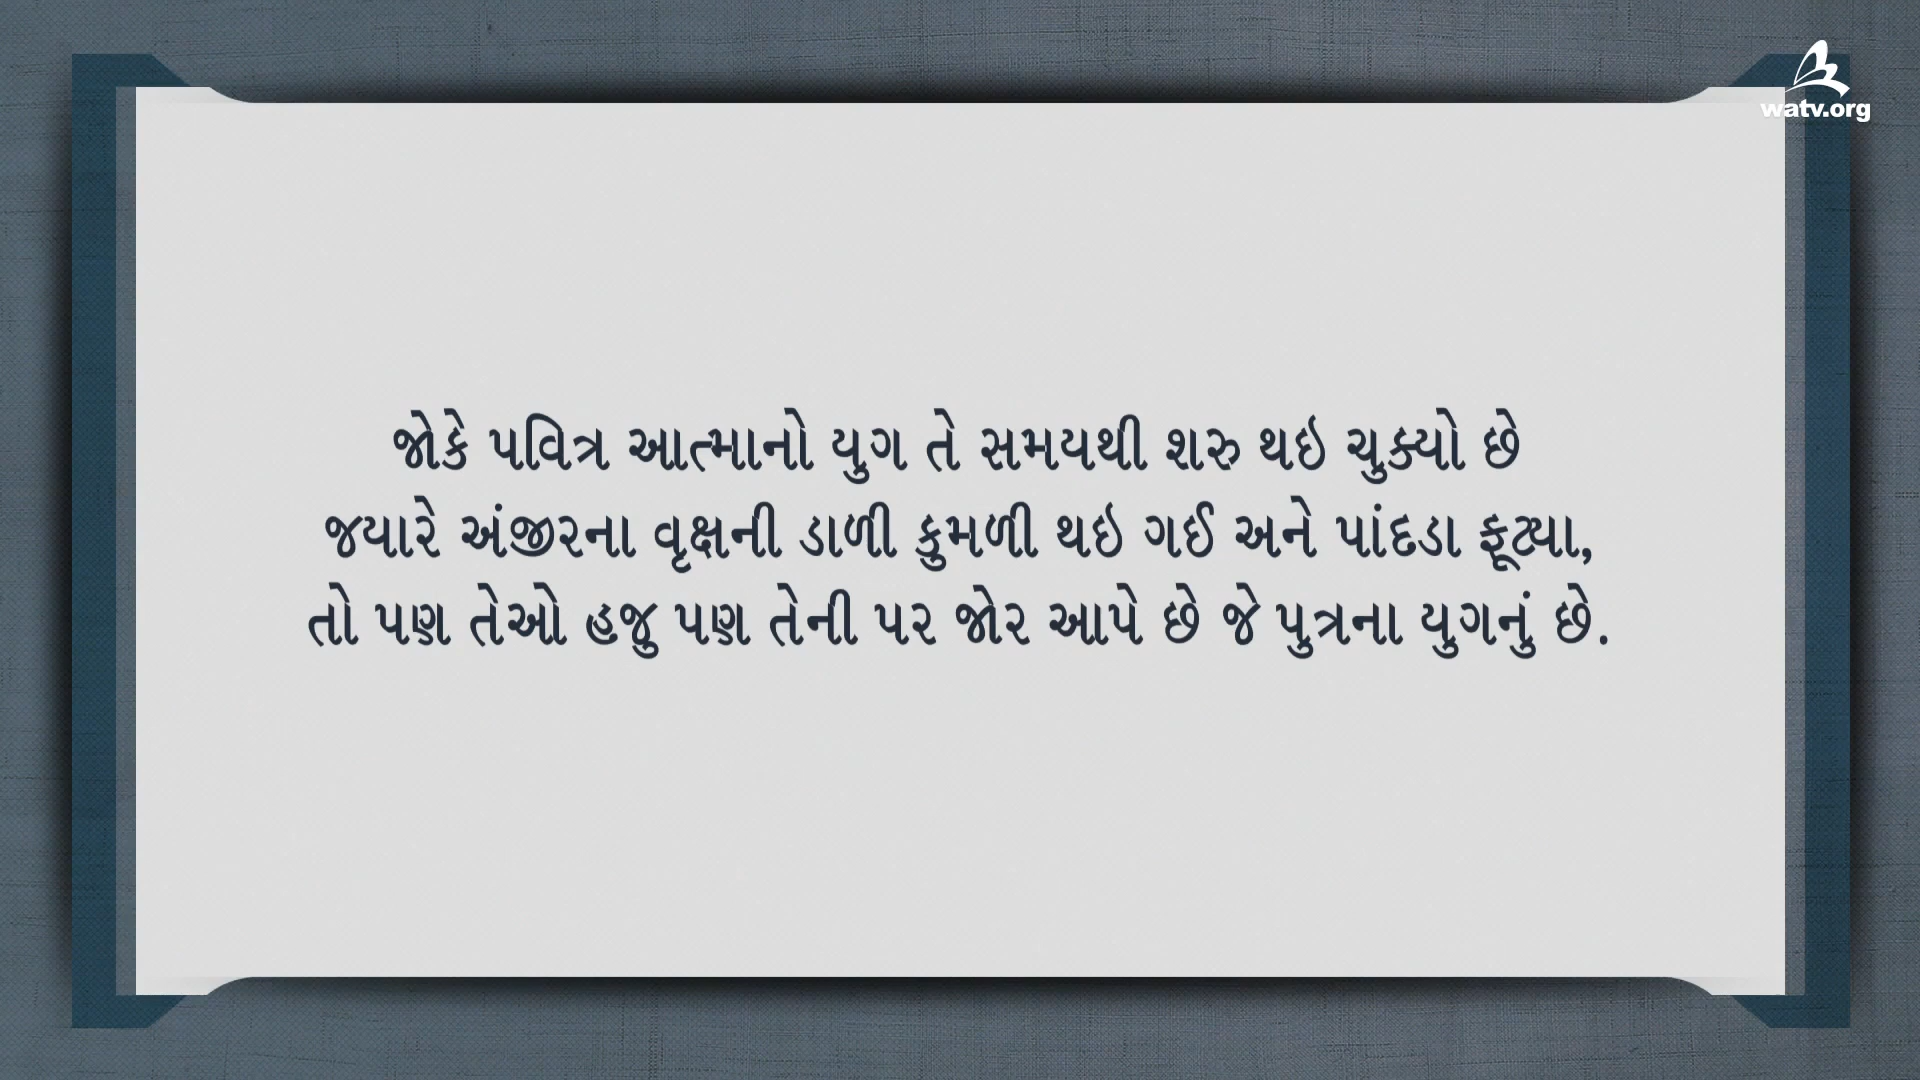 watv.org
જોકે પવિત્ર આત્માનો યુગ તે સમયથી શરુ થઇ ચુક્યો છે
જયારે અંજીરના વૃક્ષની ડાળી કુમળી થઇ ગઈ અને પાંદડા ફૂટ્યા,
તો પણ તેઓ હજુ પણ તેની પર જોર આપે છે જે પુત્રના યુગનું છે.